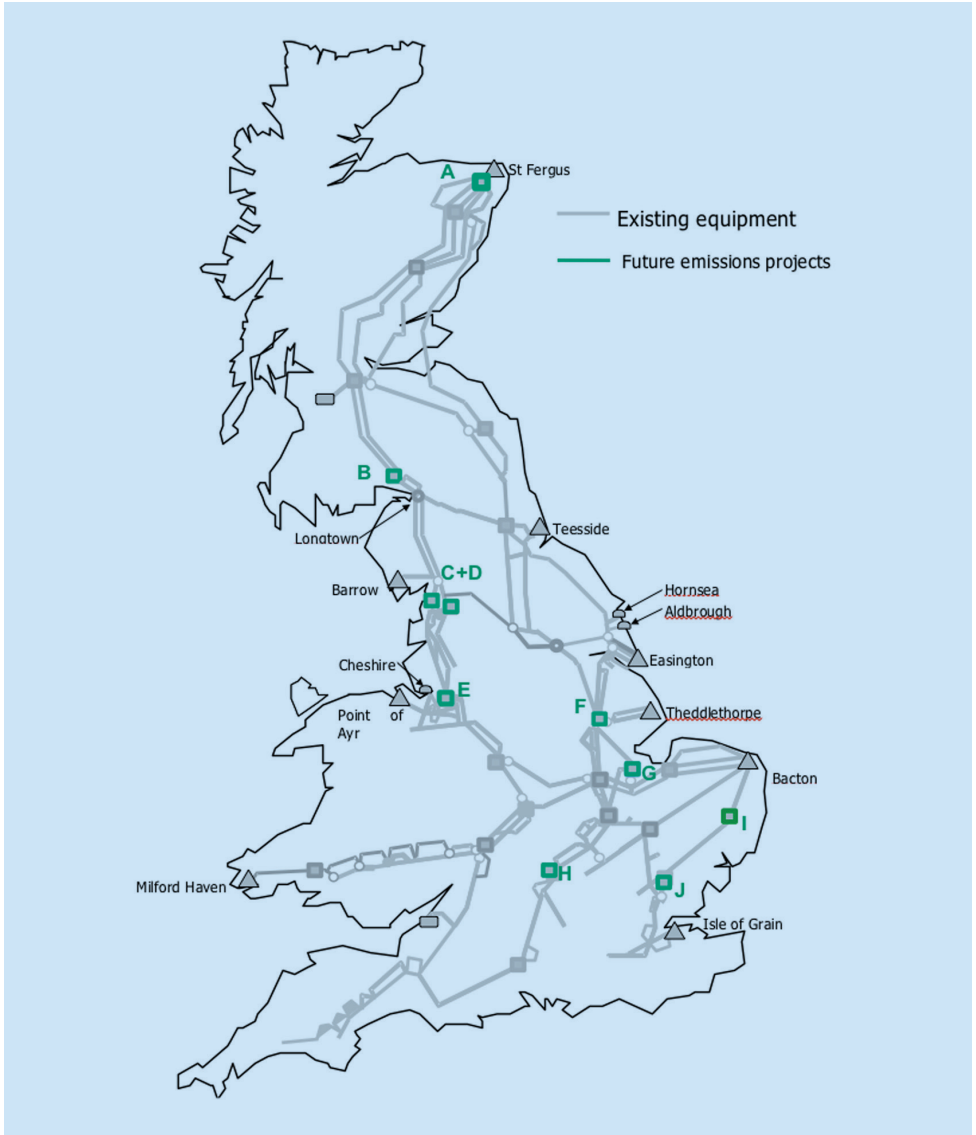 A
St Fergus
Existing equipment
Future emissions projects
B
Longtown
Teesside
C+D
Barrow
Hornsea
Aldbrough
Cheshire
Easington
E
F
Point of
Ayr
Theddlethorpe
G
Bacton
I
H
J
Milford Haven
Isle of Grain